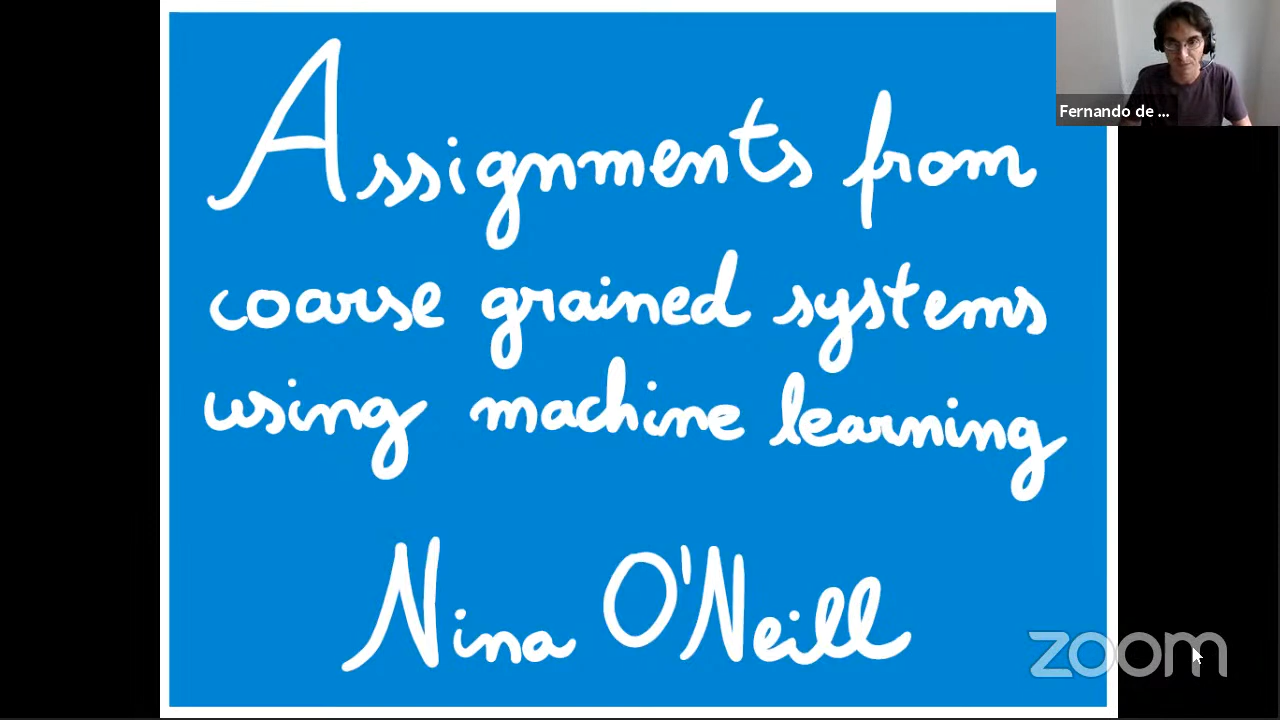 Assignments from
coarse grained systems
using machine learning
Nina O'Neill
Fernando de ...
zoom